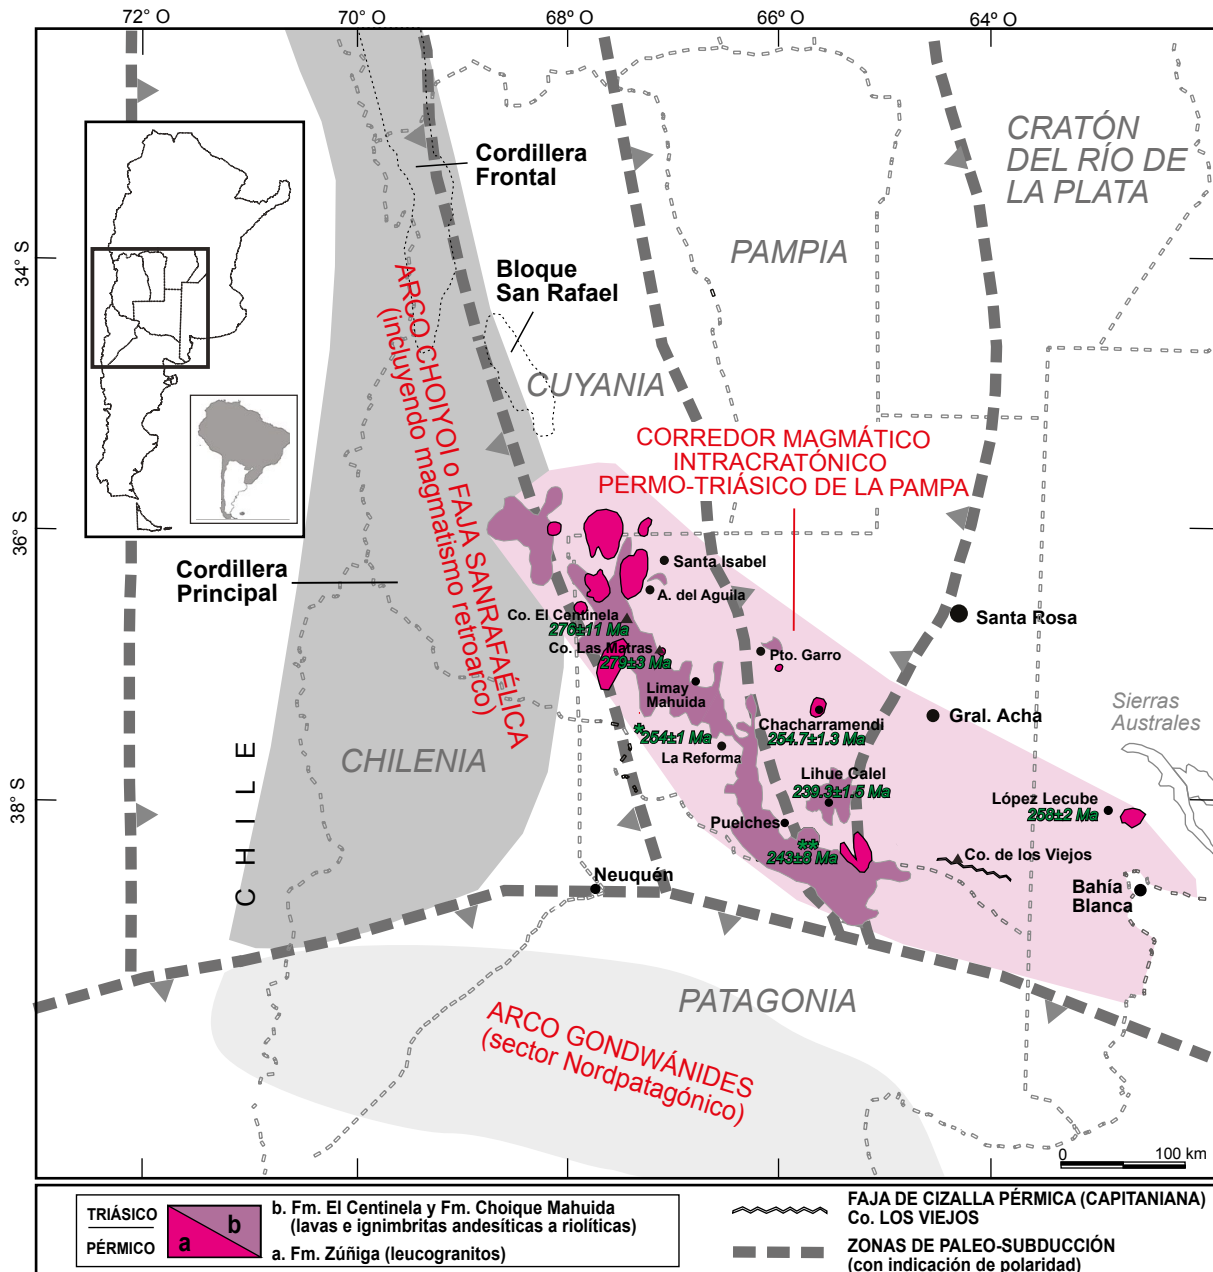 72° O
70° O
68° O
66° O
64° O
34° S
36° S
38° S
CRATÓN
DEL RÍO DE
LA PLATA
Cordillera
Frontal
PAMPIA
Bloque
San Rafael
CUYANIA
ARCO CHOIYOI o FAJA SANRAFAÉLICA
(incluyendo magmatismo retroarco)
CORREDOR MAGMÁTICO
INTRACRATÓNICO
PERMO-TRIÁSICO DE LA PAMPA
Cordillera
Principal
Santa Isabel
A. del Aguila
Co. El Centinela
276±11 Ma
Co. Las Matras
279±3 Ma
Santa Rosa
Pto. Garro
Limay
Mahuida
Chacharramendi
254.7±1.3 Ma
Gral. Acha
Sierras
Australes
*254±1 Ma
La Reforma
CHILENIA
CHILE
Lihue Calel
239.3±1.5 Ma
López Lecube
258±2 Ma
Puelches
**
243±8 Ma
Co. de los Viejos
Neuquén
Bahía
Blanca
PATAGONIA
ARCO GONDWÁNIDES
(sector Nordpatagónico)
0 100 km
TRIÁSICO
PÉRMICO
a
b
b. Fm. El Centinela y Fm. Choique Mahuida
(lavas e ignimbritas andesíticas a riolíticas)
a. Fm. Zúñiga (leucogranitos)
FAJA DE CIZALLA PÉRMICA (CAPITANIANA)
Co. LOS VIEJOS
ZONAS DE PALEO-SUBDUCCIÓN
(con indicación de polaridad)